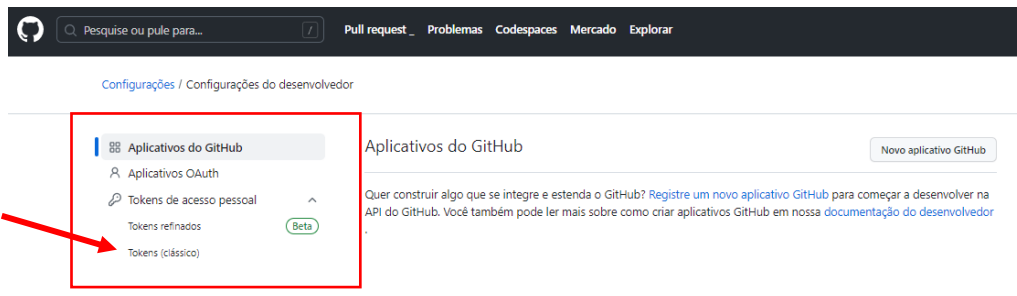 Pesquise ou pule para... / Pull request _ Problemas Codespaces Mercado Explorar
Configurações / Configurações do desenvolvedor
Aplicativos do GitHub
Aplicativos OAuth
Tokens de acesso pessoal
Tokens refinados Beta
Tokens (clássico)
Aplicativos do GitHub Novo aplicativo GitHub
Quer construir algo que se integre e estenda o GitHub? Registre um novo aplicativo GitHub para começar a desenvolver na
API do GitHub. Você também pode ler mais sobre como criar aplicativos GitHub em nossa documentação do desenvolvedor
.